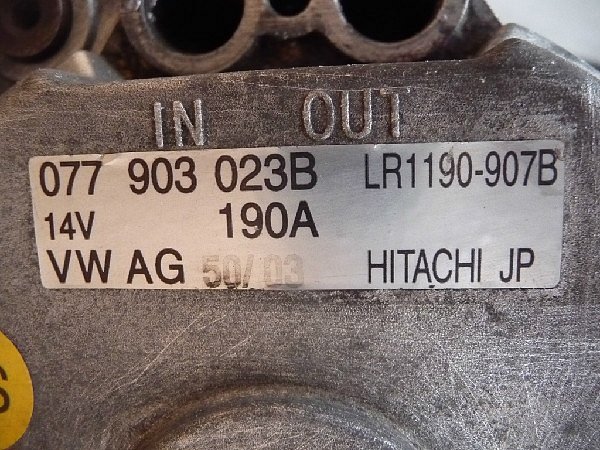 IN OUT
077 903 023B LR1190-907B
14V 190A
VW AG 50/03 HITACHI JP